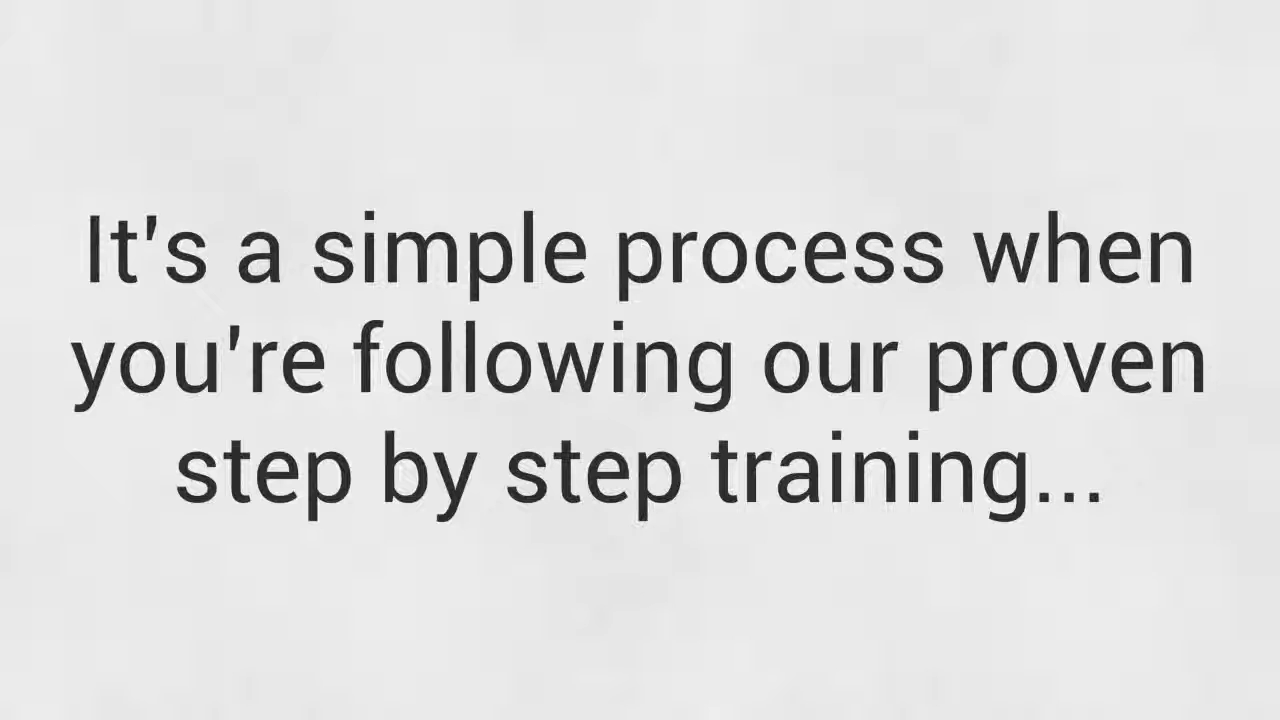 It's a simple process when
you're following our proven
step by step training...